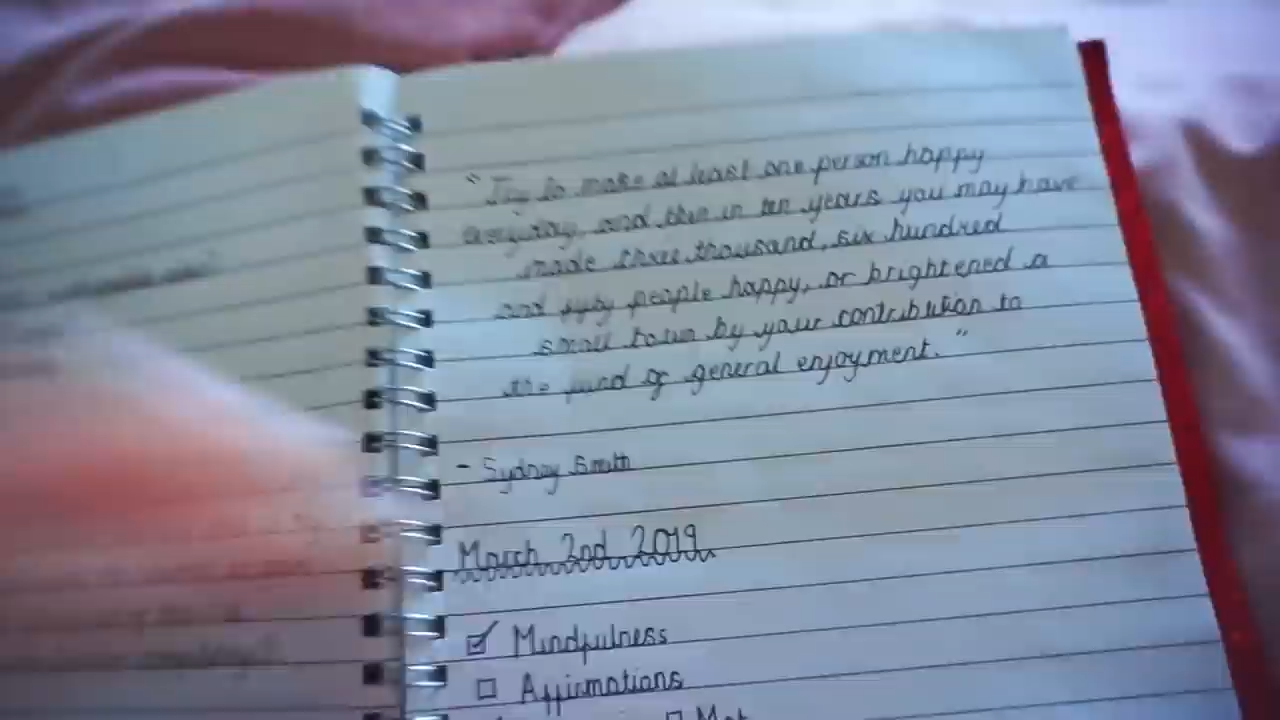 "Try to make at least one person happy
everyday, and then in ten years you may have
made three thousand, six hundred
and fifty people happy, or brightened a
small town by your contribution to
the fund of general enjoyment."
- Sydney Smith
March 2nd 2019
Mindfulness
Affirmations